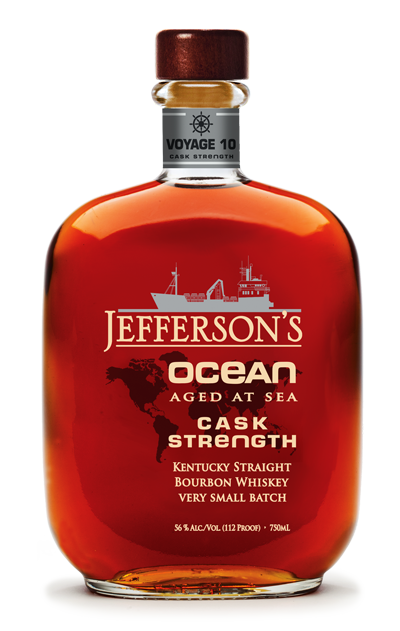 VOYAGE 10
CASK STRENGTH
JEFFERSON'S
OCEAN
AGED AT SEA
CASK
STRENGTH
KENTUCKY STRAIGHT
BOURBON WHISKEY
VERY SMALL BATCH
56 % ALC/VOL (112 PROOF) · 750ML